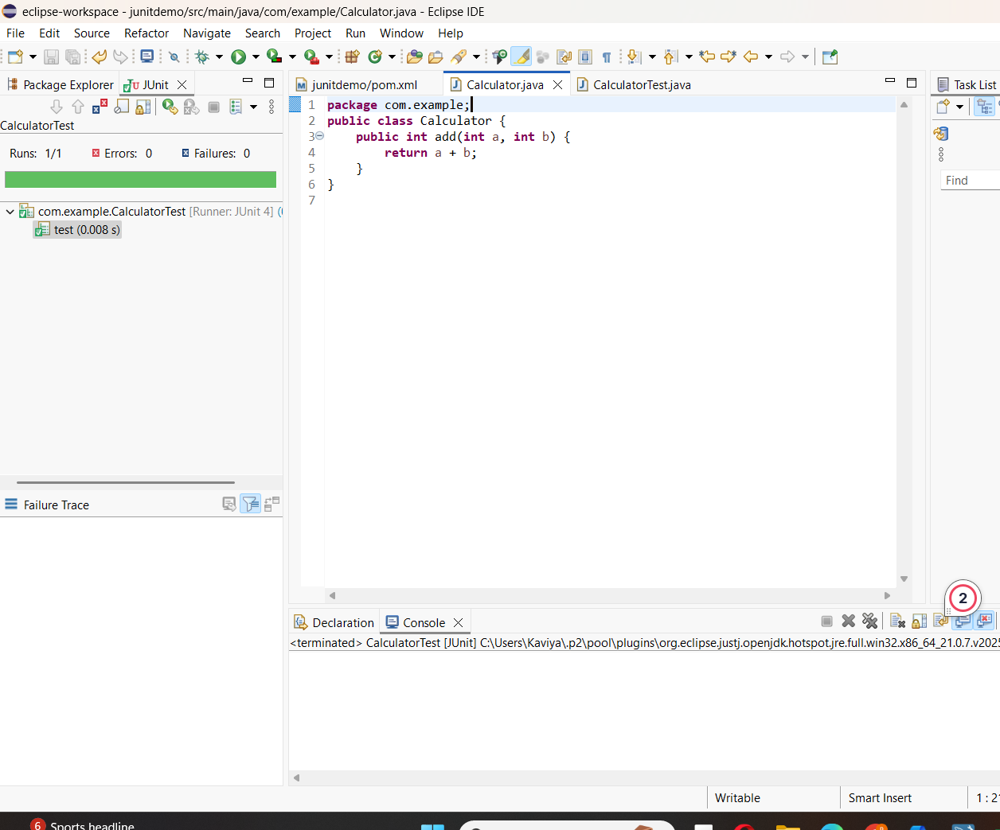 eclipse-workspace - junitdemo/src/main/java/com/example/Calculator.java - Eclipse IDE
File Edit Source Refactor Navigate Search Project Run Window Help
Package Explorer JUnit
junitdemo/pom.xml Calculator.java CalculatorTest.java
Task List
CalculatorTest
Runs: 1/1 Errors: 0 Failures: 0
com.example.CalculatorTest [Runner: JUnit 4] (
test (0.008 s)
Failure Trace
1 package com.example;
2 public class Calculator {
3 public int add(int a, int b) {
4 return a + b;
5 }
6 }
7
Find
2
Declaration Console
<terminated> CalculatorTest [JUnit] C:\Users\Kaviya\.p2\pool\plugins\org.eclipse.justj.openjdk.hotspot.jre.full.win32.x86_64_21.0.7.v2025
Writable Smart Insert 1 : 2
6 Sports headline